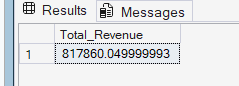 Results Messages
Total_Revenue
1 817860.049999993